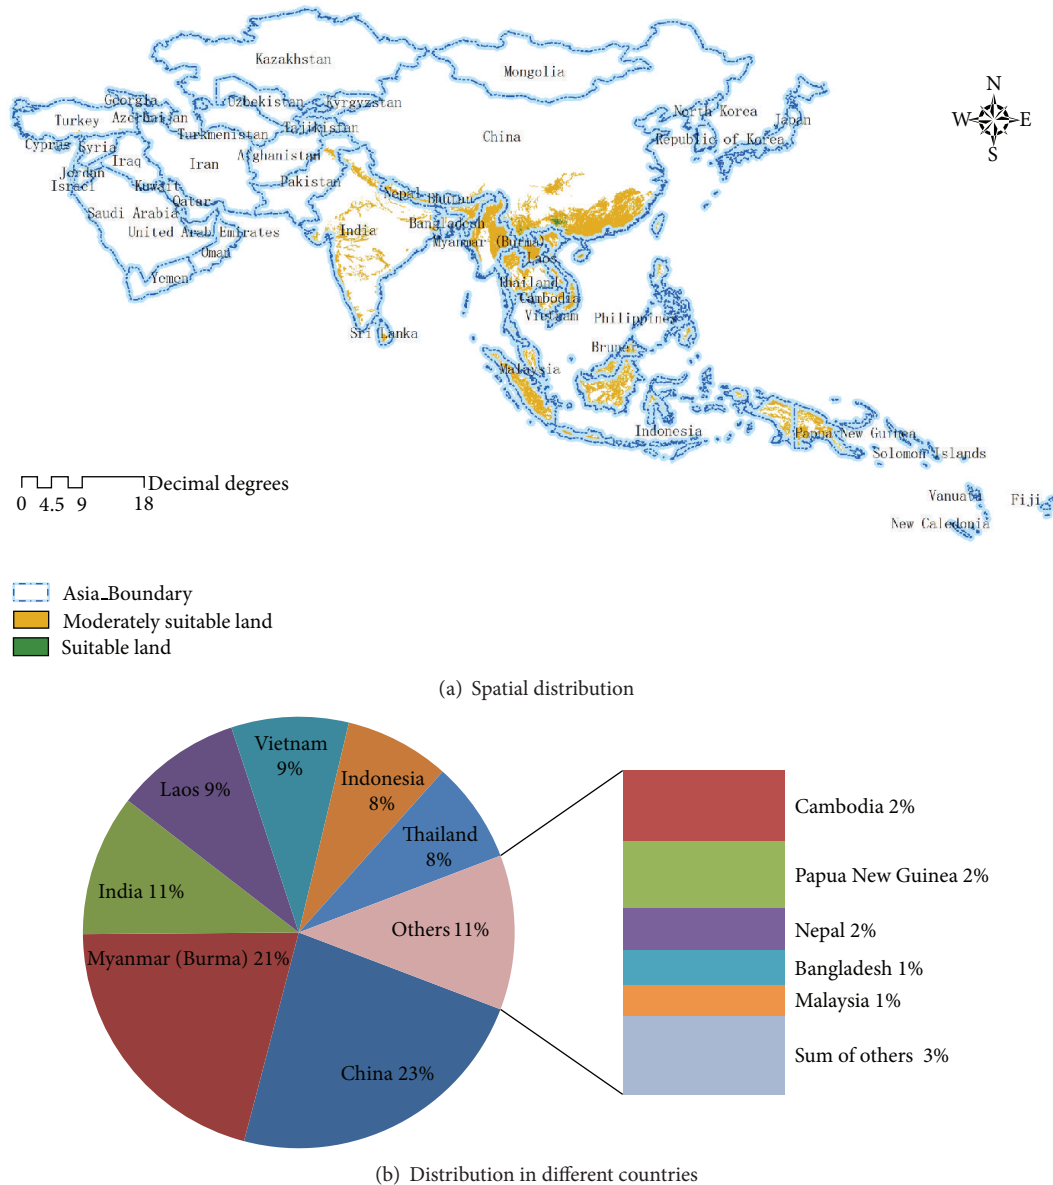 Kazakhstan
Mongolia
N
W E
S
Georgia
Uzbekistan
Kyrgyzstan
North Korea
Japan
Turkey
Azerbaijan
Turkmenistan
Tajikistan
China
Republic of Korea
Cyprus
Syria
Iraq
Iran
Afghanistan
Jordan
Israel
Kuwait
Pakistan
Nepal
Bhutan
Qatar
Saudi Arabia
Bangladesh
United Arab Emirates
India
Myanmar (Burma)
Oman
Laos
Yemen
Thailand
Cambodia
Vietnam
Philippines
Sri Lanka
Brunei
Malaysia
Indonesia
Papua New Guinea
Solomon Islands
Decimal degrees
0 4.5 9 18
Vanuatu
Fiji
New Caledonia
Asia_Boundary
Moderately suitable land
Suitable land
(a) Spatial distribution
Vietnam
9%
Laos 9%
Indonesia
8%
Thailand
8%
India 11%
Others 11%
Myanmar (Burma) 21%
China 23%
Cambodia 2%
Papua New Guinea 2%
Nepal 2%
Bangladesh 1%
Malaysia 1%
Sum of others 3%
(b) Distribution in different countries